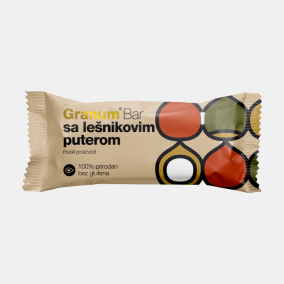 Granum® Bar
sa lešnikovim
puterom
musli proizvod
100% prirodan
bez glutena